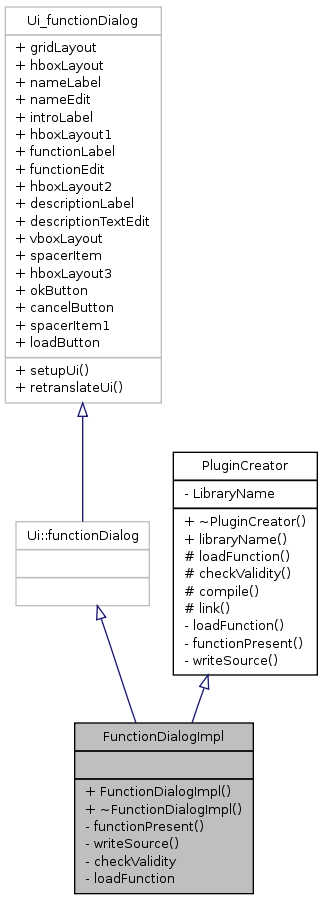 Ui_functionDialog
+ gridLayout
+ hboxLayout
+ nameLabel
+ nameEdit
+ introLabel
+ hboxLayout1
+ functionLabel
+ functionEdit
+ hboxLayout2
+ descriptionLabel
+ descriptionTextEdit
+ vboxLayout
+ spacerItem
+ hboxLayout3
+ okButton
+ cancelButton
+ spacerItem1
+ loadButton
+ setupUi()
+ retranslateUi()
Ui::functionDialog
PluginCreator
- LibraryName
+ ~PluginCreator()
+ libraryName()
# loadFunction()
# checkValidity()
# compile()
# link()
- loadFunction()
- functionPresent()
- writeSource()
FunctionDialogImpl
+ FunctionDialogImpl()
+ ~FunctionDialogImpl()
- functionPresent()
- writeSource()
- checkValidity
- loadFunction